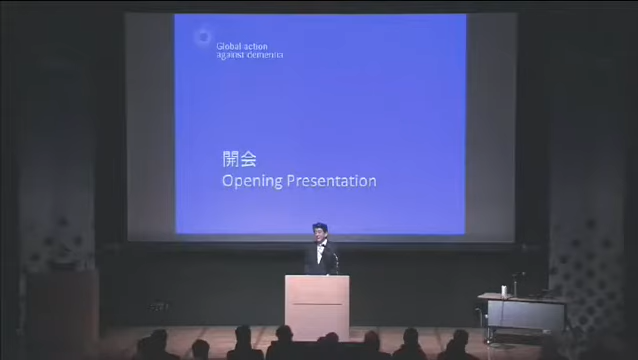 Global action
against dementia
開会
Opening Presentation